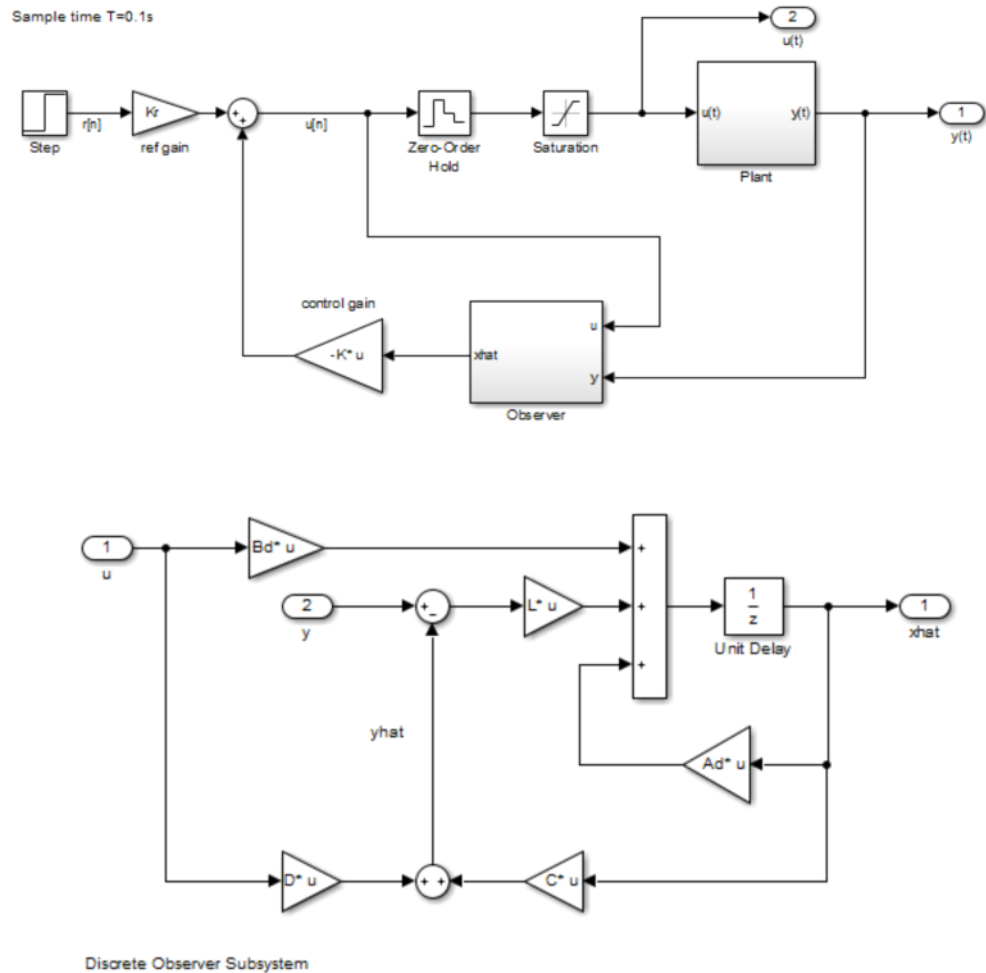 Sample time T=0.1s
2
u(t)
Step
r[n]
Kr
ref gain
+
+
u[n]
Zero-Order
Hold
Saturation
u(t)
y(t)
Plant
1
y(t)
control gain
-K* u
xhat
u
y
Observer
1
u
Bd* u
2
y
+
-
L* u
+
+
+
1
z
Unit Delay
1
xhat
yhat
Ad* u
D* u
+ +
C* u
Discrete Observer Subsystem